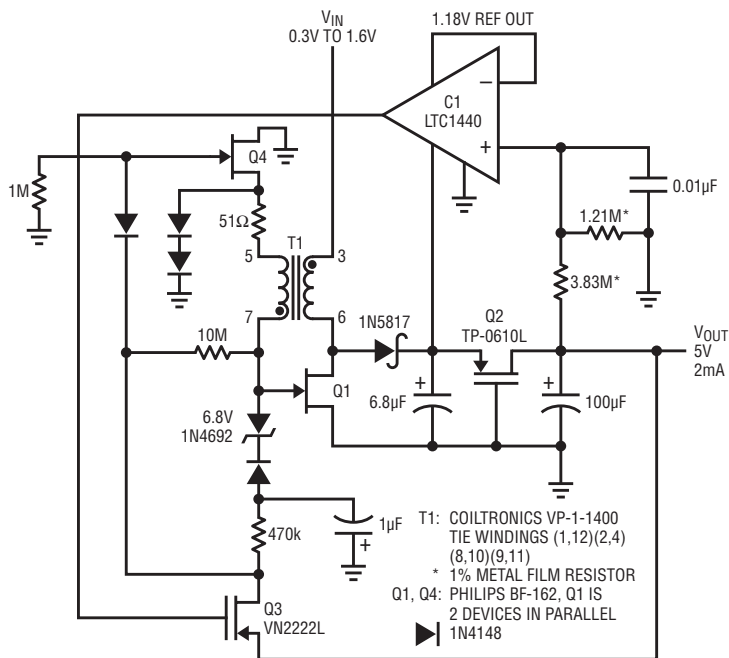 VIN
0.3V TO 1.6V
1.18V REF OUT
−
C1
LTC1440
+
Q4
1M
51Ω
T1
5
3
7
6
0.01µF
1.21M*
3.83M*
10M
1N5817
Q2
TP-0610L
VOUT
5V
2mA
Q1
+
6.8µF
+
100µF
6.8V
1N4692
1µF
+
470k
Q3
VN2222L
T1: COILTRONICS VP-1-1400
TIE WINDINGS (1,12)(2,4)
(8,10)(9,11)
* 1% METAL FILM RESISTOR
Q1, Q4: PHILIPS BF-162, Q1 IS
2 DEVICES IN PARALLEL
1N4148